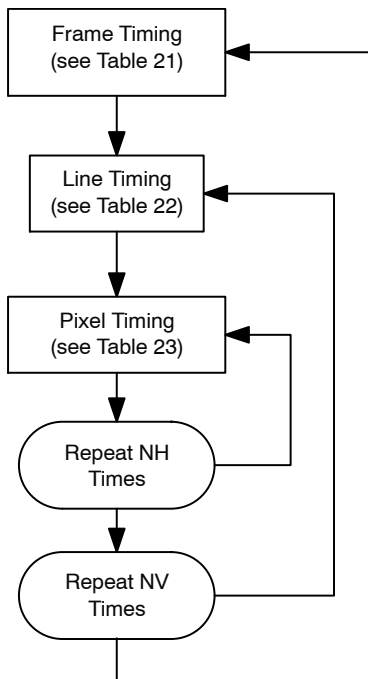 Frame Timing
(see Table 21)
Line Timing
(see Table 22)
Pixel Timing
(see Table 23)
Repeat NH
Times
Repeat NV
Times